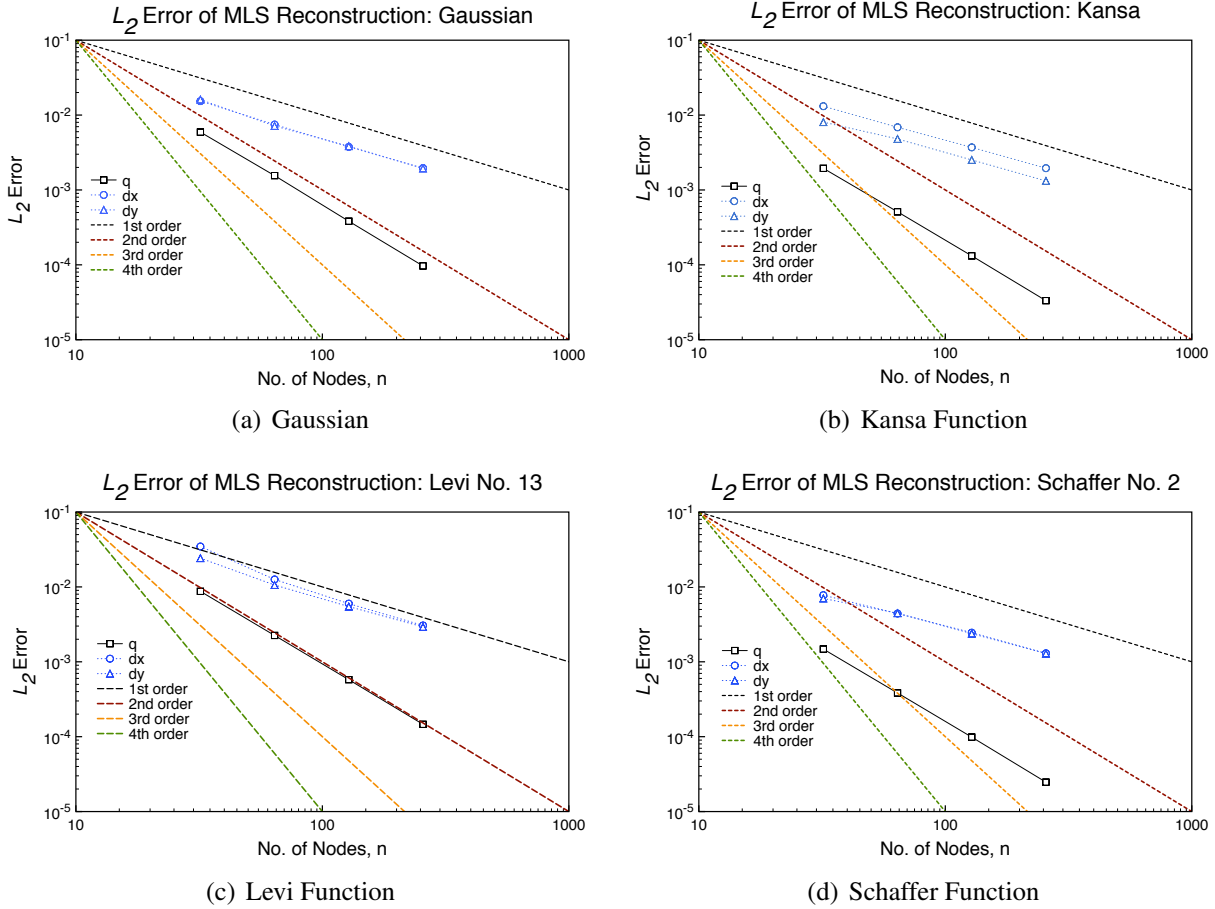 L2 Error of MLS Reconstruction: Gaussian
10-1
10-2
10-3
10-4
10-5
L2 Error
q
dx
dy
1st order
2nd order
3rd order
4th order
10
100
1000
No. of Nodes, n
(a) Gaussian
L2 Error of MLS Reconstruction: Kansa
10-1
10-2
10-3
10-4
10-5
L2 Error
q
dx
dy
1st order
2nd order
3rd order
4th order
10
100
1000
No. of Nodes, n
(b) Kansa Function
L2 Error of MLS Reconstruction: Levi No. 13
10-1
10-2
10-3
10-4
10-5
L2 Error
q
dx
dy
1st order
2nd order
3rd order
4th order
10
100
1000
No. of Nodes, n
(c) Levi Function
L2 Error of MLS Reconstruction: Schaffer No. 2
10-1
10-2
10-3
10-4
10-5
L2 Error
q
dx
dy
1st order
2nd order
3rd order
4th order
10
100
1000
No. of Nodes, n
(d) Schaffer Function